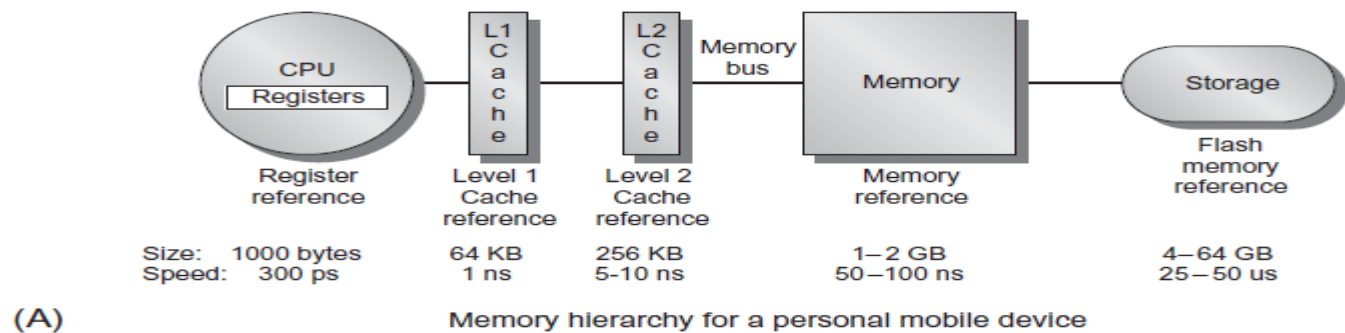 CPU
Registers
L1
Cache
L2
Cache
Memory
bus
Memory
Storage
Register
reference
Level 1
Cache
reference
Level 2
Cache
reference
Memory
reference
Flash
memory
reference
Size: 1000 bytes 64 KB 256 KB 1–2 GB 4–64 GB
Speed: 300 ps 1 ns 5-10 ns 50–100 ns 25–50 us
(A) Memory hierarchy for a personal mobile device